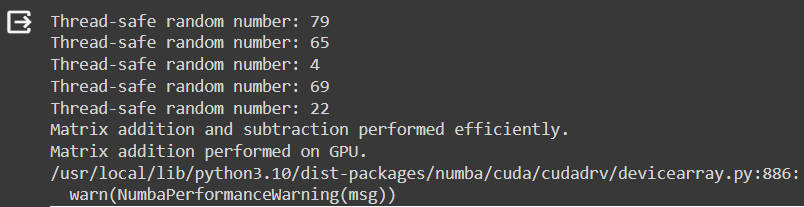 Thread-safe random number: 79
Thread-safe random number: 65
Thread-safe random number: 4
Thread-safe random number: 69
Thread-safe random number: 22
Matrix addition and subtraction performed efficiently.
Matrix addition performed on GPU.
/usr/local/lib/python3.10/dist-packages/numba/cuda/cudadrv/devicearray.py:886:
warn(NumbaPerformanceWarning(msg))